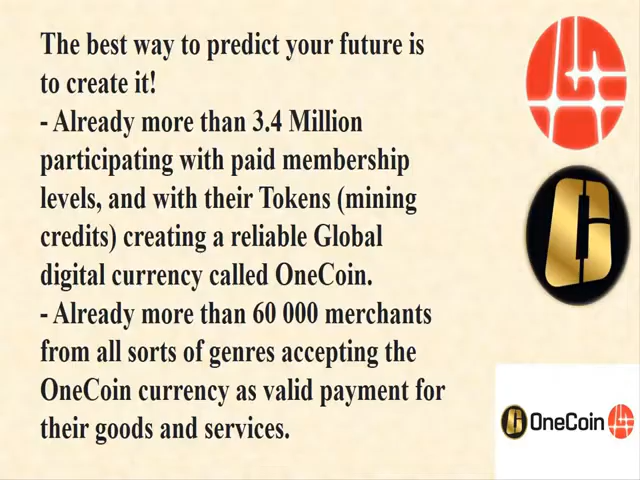 The best way to predict your future is
to create it!
- Already more than 3.4 Million
participating with paid membership
levels, and with their Tokens (mining
credits) creating a reliable Global
digital currency called OneCoin.
- Already more than 60 000 merchants
from all sorts of genres accepting the
OneCoin currency as valid payment for
their goods and services.
OneCoin